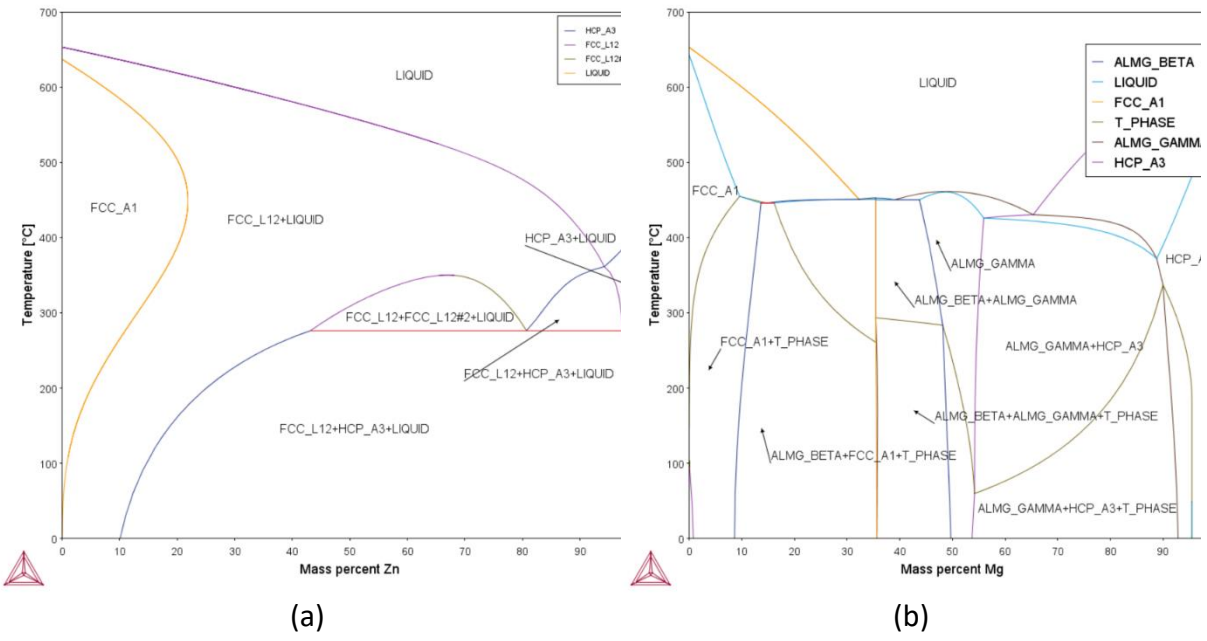 700
600
500
400
300
200
100
0
Temperature [°C]
LIQUID
HCP_A3
FCC_L12
FCC_L12#
LIQUID
FCC_A1
FCC_L12+LIQUID
HCP_A3+LIQUID
FCC_L12+FCC_L12#2+LIQUID
FCC_L12+HCP_A3+LIQUID
FCC_L12+HCP_A3+LIQUID
0 10 20 30 40 50 60 70 80 90
Mass percent Zn
(a)
700
600
500
400
300
200
100
0
Temperature [°C]
LIQUID
ALMG_BETA
LIQUID
FCC_A1
T_PHASE
ALMG_GAMM
HCP_A3
FCC_A1
HCP_A
ALMG_GAMMA
ALMG_BETA+ALMG_GAMMA
FCC_A1+T_PHASE
ALMG_GAMMA+HCP_A3
ALMG_BETA+ALMG_GAMMA+T_PHASE
ALMG_BETA+FCC_A1+T_PHASE
ALMG_GAMMA+HCP_A3+T_PHASE
0 10 20 30 40 50 60 70 80 90
Mass percent Mg
(b)